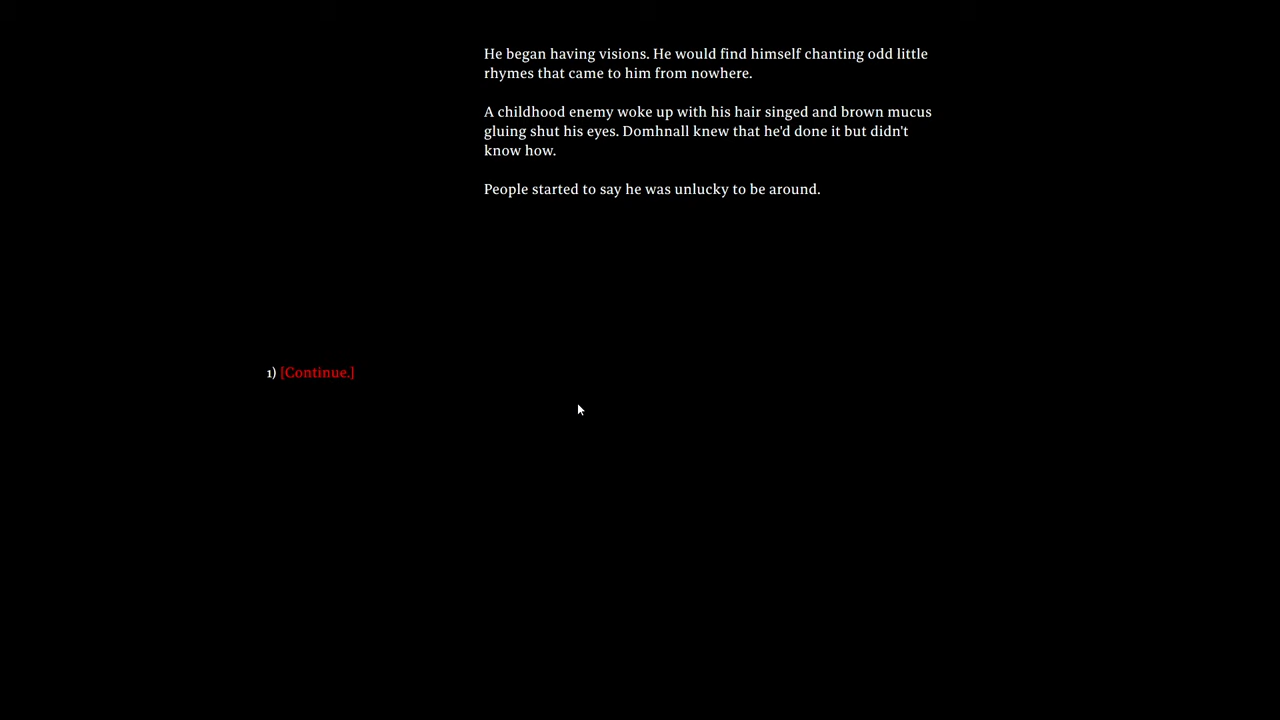 He began having visions. He would find himself chanting odd little
rhymes that came to him from nowhere.
A childhood enemy woke up with his hair singed and brown mucus
gluing shut his eyes. Domhnall knew that he'd done it but didn't
know how.
People started to say he was unlucky to be around.
1) [Continue.]